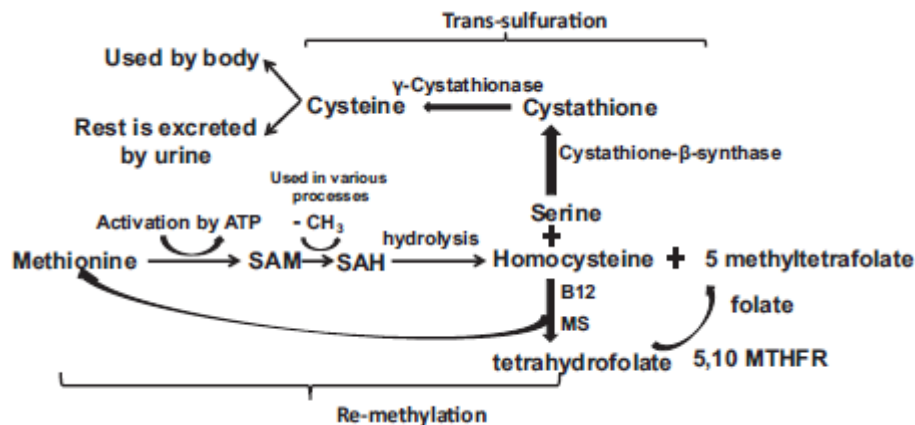 Trans-sulfuration
Used by body
γ-Cystathionase
Cysteine
Cystathione
Rest is excreted
by urine
Cystathione-β-synthase
Used in various
processes
Activation by ATP
- CH3
Serine
+
hydrolysis
Methionine
SAM
SAH
Homocysteine + 5 methyltetrafolate
B12
folate
MS
tetrahydrofolate
5,10 MTHFR
Re-methylation